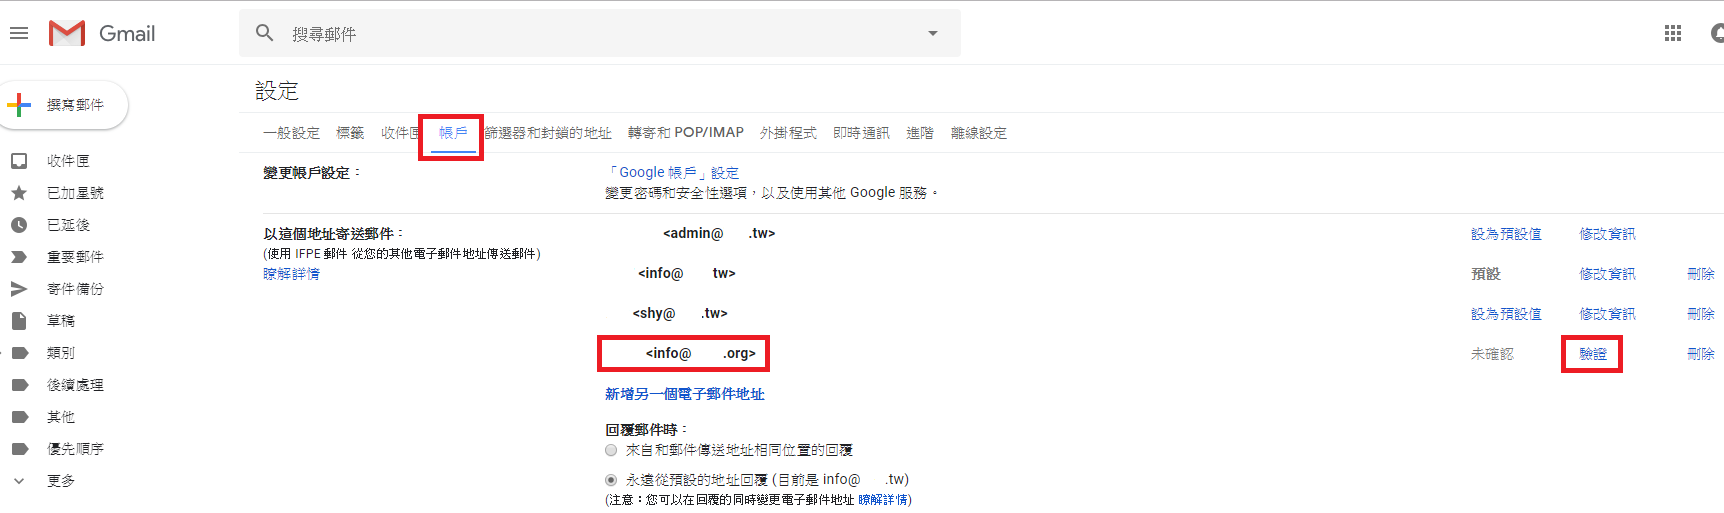 Gmail
搜尋郵件
撰寫郵件
收件匣
已加星號
已延後
重要郵件
寄件備份
草稿
類別
後續處理
其他
優先順序
更多
設定
一般設定 標籤 收件匣 帳戶 篩選器和封鎖的地址 轉寄和 POP/IMAP 外掛程式 即時通訊 進階 離線設定
變更帳戶設定： 「Google 帳戶」設定
變更密碼和安全性選項，以及使用其他 Google 服務。
以這個地址寄送郵件： <admin@ .tw> 設為預設值 修改資訊
(使用 IFPE 郵件 從您的其他電子郵件地址傳送郵件)
瞭解詳情 <info@ tw> 預設 修改資訊 刪除
<shy@ .tw> 設為預設值 修改資訊 刪除
<info@ .org> 未確認 驗證 刪除
新增另一個電子郵件地址
回覆郵件時：
來自和郵件傳送地址相同位置的回覆
永遠從預設的地址回覆 (目前是 info@ .tw)
(注意：您可以在回覆的同時變更電子郵件地址 瞭解詳情)